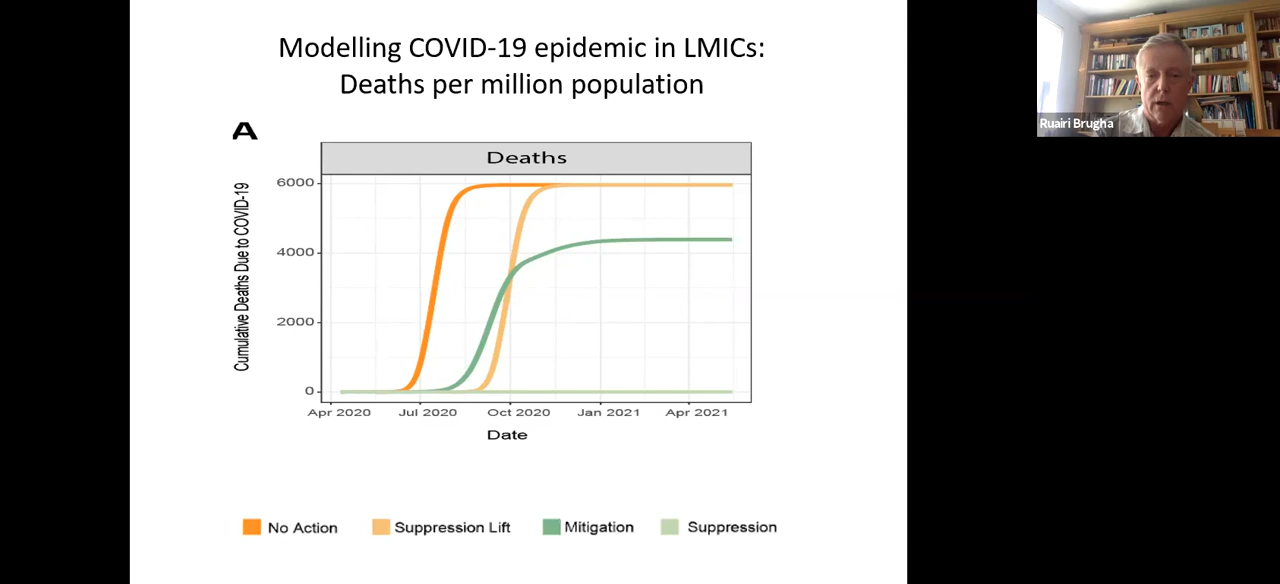 Modelling COVID-19 epidemic in LMICs:
Deaths per million population
Ruairi Brugha
A
Deaths
Cumulative Deaths Due to COVID-19
6000
4000
2000
0
Apr 2020 Jul 2020 Oct 2020 Jan 2021 Apr 2021
Date
No Action Suppression Lift Mitigation Suppression